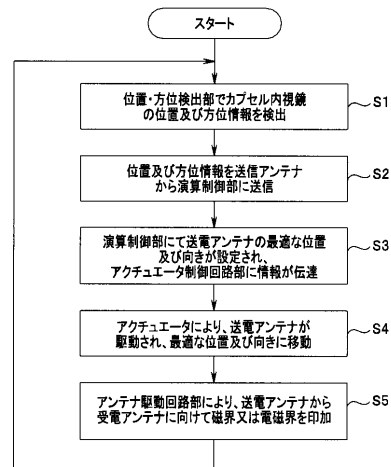 スタート
位置・方位検出部でカプセル内視鏡
の位置及び方位情報を検出
S1
位置及び方位情報を送信アンテナ
から演算制御部に送信
S2
演算制御部にて送電アンテナの最適な位置
及び向きが設定され、
アクチュエータ制御回路部に情報が伝達
S3
アクチュエータにより、送電アンテナが
駆動され、最適な位置及び向きに移動
S4
アンテナ駆動回路部により、送電アンテナから
受電アンテナに向けて磁界又は電磁界を印加
S5